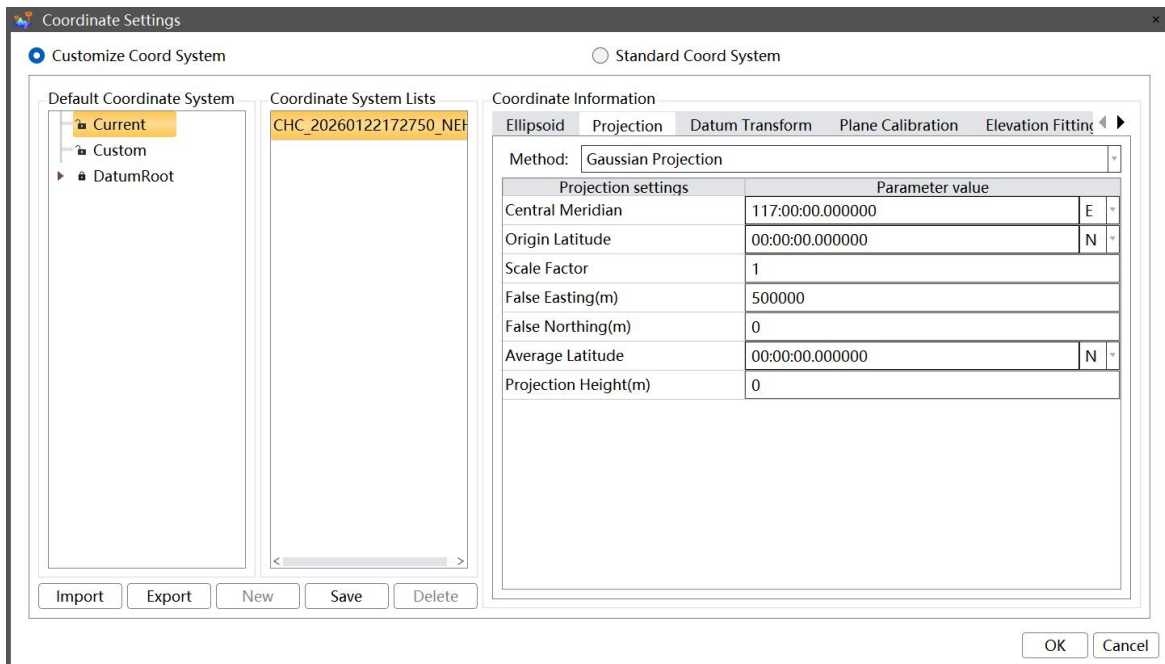 Coordinate Settings
Customize Coord System
Standard Coord System
Default Coordinate System
Current
Custom
DatumRoot
Coordinate System Lists
CHC_20260122172750_NEH
Coordinate Information
Ellipsoid Projection Datum Transform Plane Calibration Elevation Fitting
Method: Gaussian Projection
Projection settings Parameter value
Central Meridian 117:00:00.000000 E
Origin Latitude 00:00:00.000000 N
Scale Factor 1
False Easting(m) 500000
False Northing(m) 0
Average Latitude 00:00:00.000000 N
Projection Height(m) 0
Import Export New Save Delete
OK Cancel